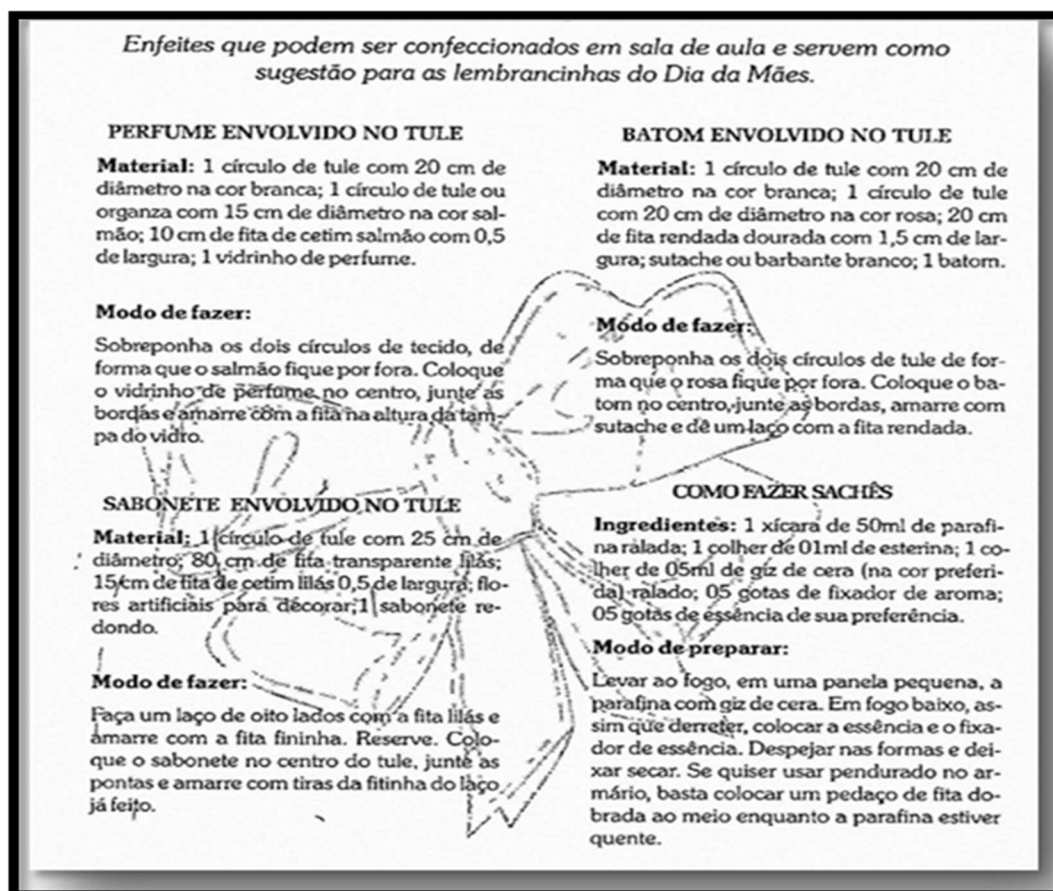 Enfeites que podem ser confeccionados em sala de aula e servem como
sugestão para as lembrancinhas do Dia da Mães.
PERFUME ENVOLVIDO NO TULE
Material: 1 círculo de tule com 20 cm de
diâmetro na cor branca; 1 círculo de tule ou
organza com 15 cm de diâmetro na cor sal-
mão; 10 cm de fita de cetim salmão com 0,5
de largura; 1 vidrinho de perfume.
Modo de fazer:
Sobreponha os dois círculos de tecido, de
forma que o salmão fique por fora. Coloque
o vidrinho de perfume no centro, junte as
bordas e amarre com a fita na altura da tam-
pa do vidro.
SABONETE ENVOLVIDO NO TULE
Material: 1 círculo de tule com 25 cm de
diâmetro; 80 cm de fita transparente lilás;
15 cm de fita de cetim lilás 0,5 de largura; flo-
res artificiais para decorar; 1 sabonete re-
dondo.
Modo de fazer:
Faça um laço de oito lados com a fita lilás e
amarre com a fita fininha. Reserve. Colo-
que o sabonete no centro do tule, junte as
pontas e amarre com tiras da fitinha do laço
já feito.
BATOM ENVOLVIDO NO TULE
Material: 1 círculo de tule com 20 cm de
diâmetro na cor branca; 1 círculo de tule
com 20 cm de diâmetro na cor rosa; 20 cm
de fita rendada dourada com 1,5 cm de lar-
gura; sutache ou barbante branco; 1 batom.
Modo de fazer:
Sobreponha os dois círculos de tule de for-
ma que o rosa fique por fora. Coloque o ba-
tom no centro, junte as bordas, amarre com
sutache e dê um laço com a fita rendada.
COMO FAZER SACHÊS
Ingredientes: 1 xícara de 50ml de parafi-
na ralada; 1 colher de 01ml de esterina; 1 co-
lher de 05ml de giz de cera (na cor preferi-
da) ralado; 05 gotas de fixador de aroma;
05 gotas de essência de sua preferência.
Modo de preparar:
Levar ao fogo, em uma panela pequena, a
parafina com giz de cera. Em fogo baixo, as-
sim que derreter, colocar a essência e o fixa-
dor de essência. Despejar nas formas e dei-
xar secar. Se quiser usar pendurado no ar-
mário, basta colocar um pedaço de fita do-
brada ao meio enquanto a parafina estiver
quente.